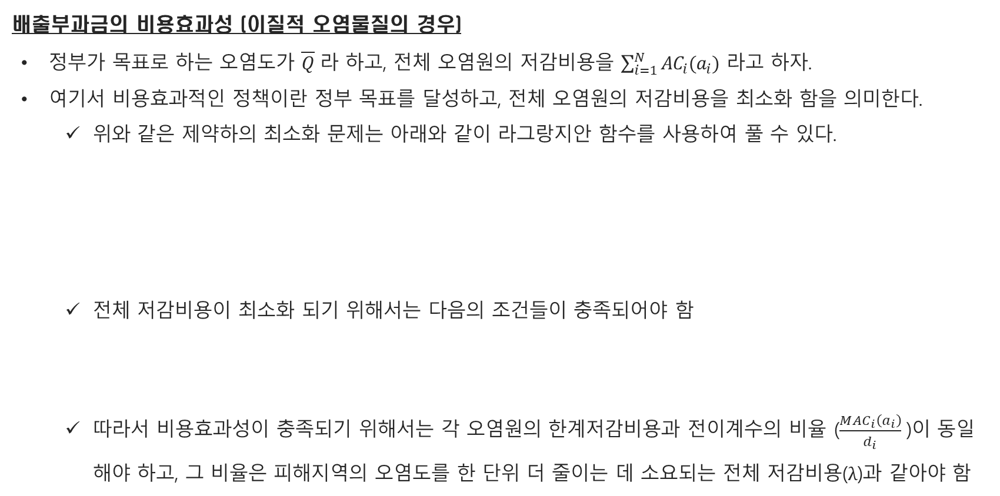 배출부과금의 비용효과성 (이질적 오염물질의 경우)
• 정부가 목표로 하는 오염도가 $\overline{Q}$ 라 하고, 전체 오염원의 저감비용을 $\sum_{i=1}^{N} AC_i(a_i)$ 라고 하자.
• 여기서 비용효과적인 정책이란 정부 목표를 달성하고, 전체 오염원의 저감비용을 최소화 함을 의미한다.
✓ 위와 같은 제약하의 최소화 문제는 아래와 같이 라그랑지안 함수를 사용하여 풀 수 있다.
✓ 전체 저감비용이 최소화 되기 위해서는 다음의 조건들이 충족되어야 함
✓ 따라서 비용효과성이 충족되기 위해서는 각 오염원의 한계저감비용과 전이계수의 비율 ($\frac{MAC_i(a_i)}{d_i}$)이 동일
해야 하고, 그 비율은 피해지역의 오염도를 한 단위 더 줄이는 데 소요되는 전체 저감비용(λ)과 같아야 함